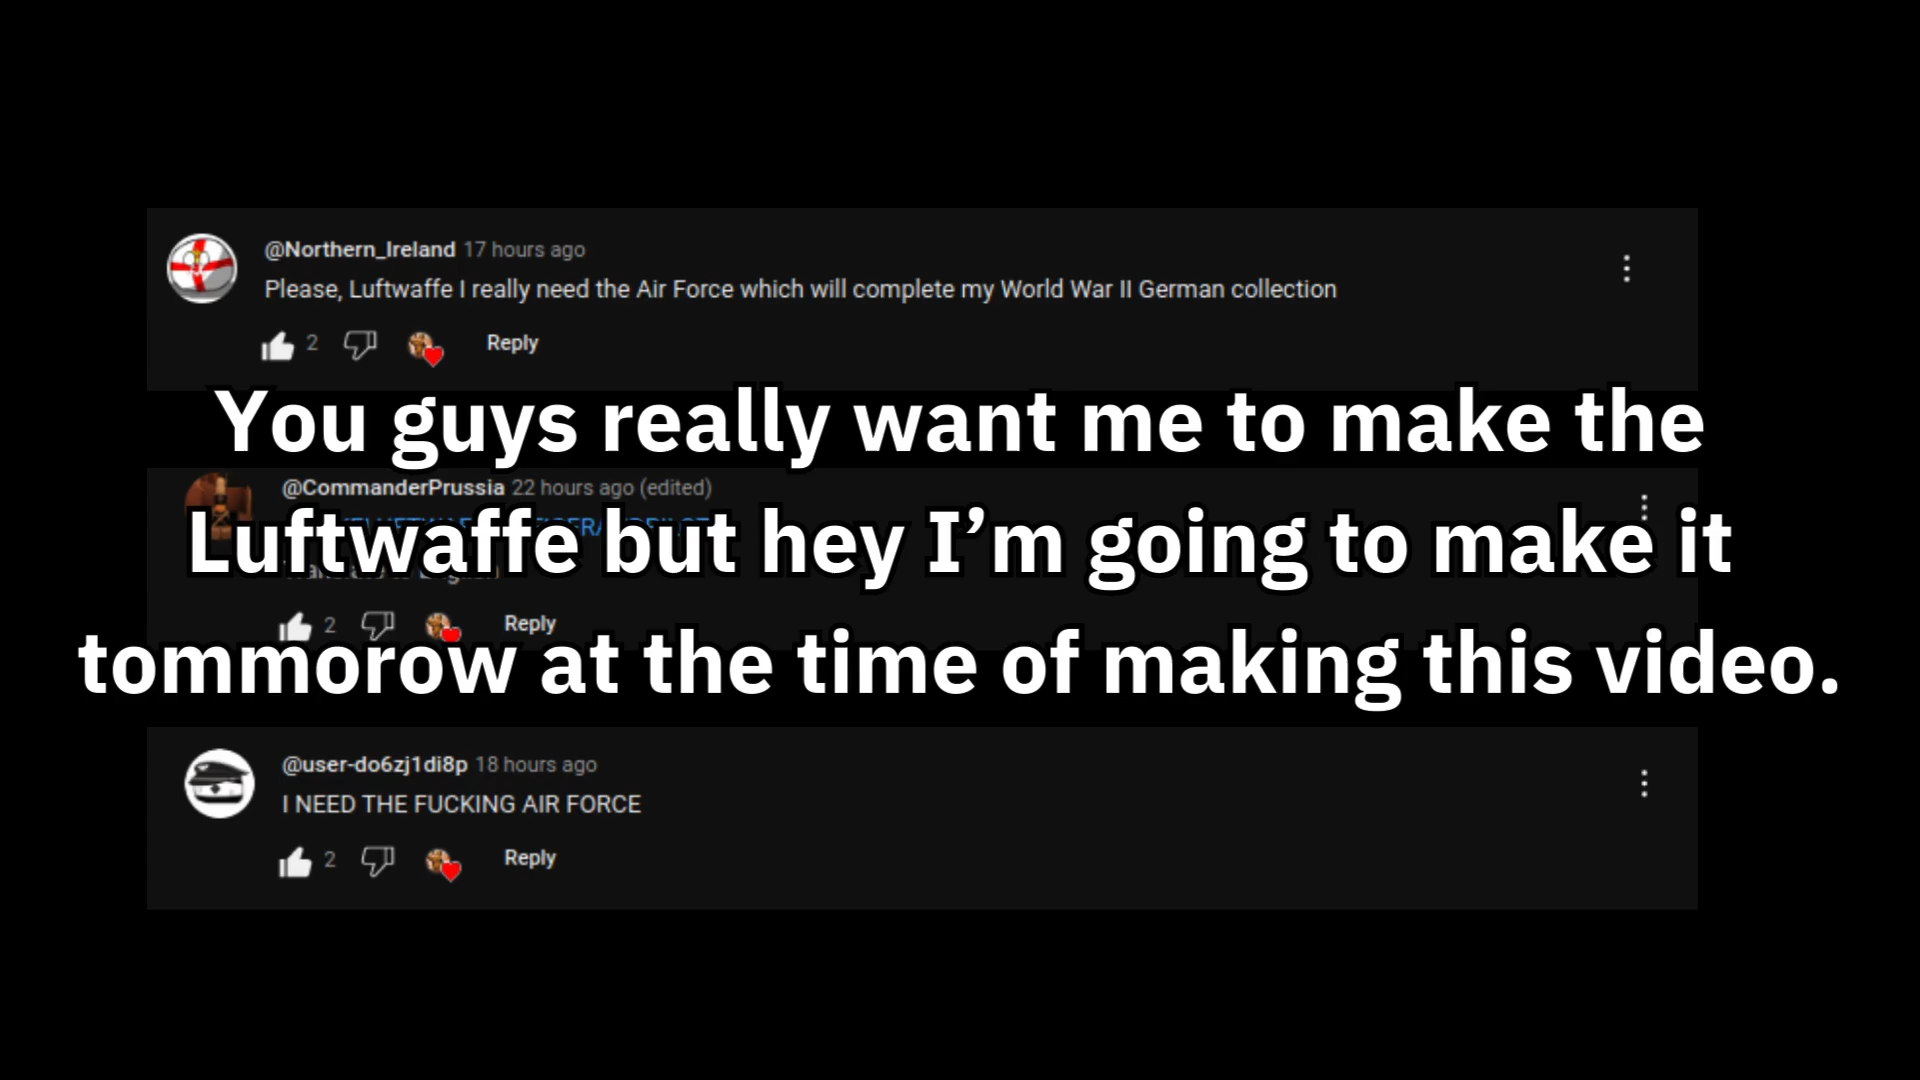 @Northern_Ireland 17 hours ago
Please, Luftwaffe I really need the Air Force which will complete my World War II German collection
2 Reply
You guys really want me to make the
@CommanderPrussia 22 hours ago (edited)
Luftwaffe but hey I’m going to make it
2 Reply
tommorow at the time of making this video.
@user-do6zj1di8p 18 hours ago
I NEED THE FUCKING AIR FORCE
2 Reply